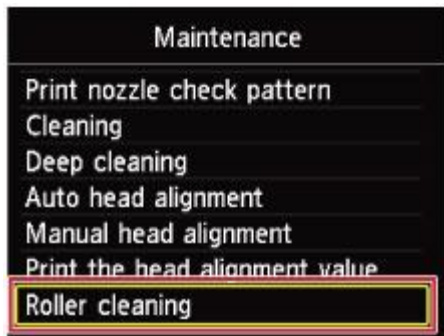 Maintenance
Print nozzle check pattern
Cleaning
Deep cleaning
Auto head alignment
Manual head alignment
Print the head alignment value
Roller cleaning